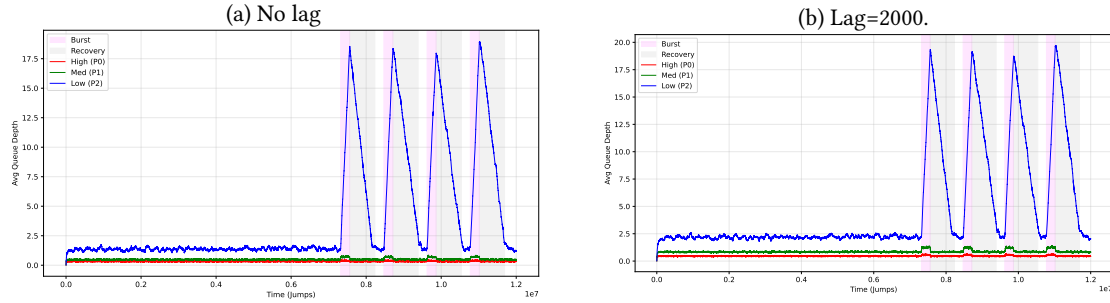 (a) No lag
Burst
Recovery
High (P0)
Med (P1)
Low (P2)
17.5
15.0
12.5
10.0
7.5
5.0
2.5
0.0
Avg Queue Depth
0.0 0.2 0.4 0.6 0.8 1.0 1.2
1e7
Time (Jumps)
(b) Lag=2000.
Burst
Recovery
High (P0)
Med (P1)
Low (P2)
20.0
17.5
15.0
12.5
10.0
7.5
5.0
2.5
0.0
Avg Queue Depth
0.0 0.2 0.4 0.6 0.8 1.0 1.2
1e7
Time (Jumps)